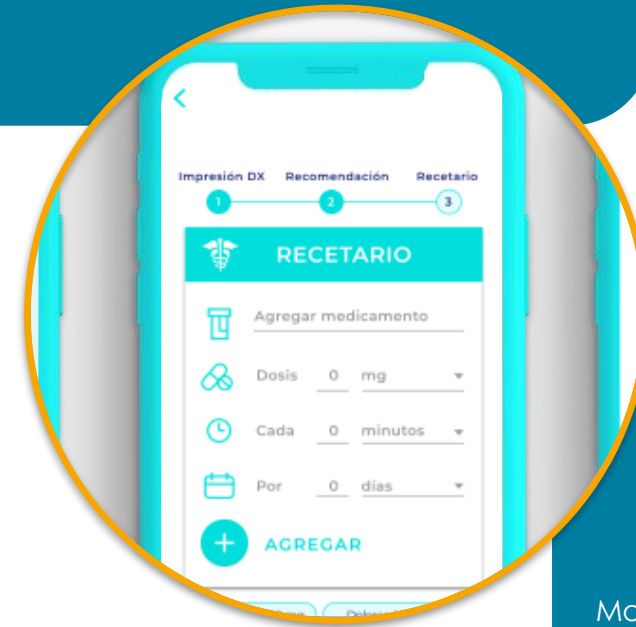 Impresión DX Recomendación Recetario
1 2 3
RECETARIO
Agregar medicamento
Dosis 0 mg
Cada 0 minutos
Por 0 días
+ AGREGAR